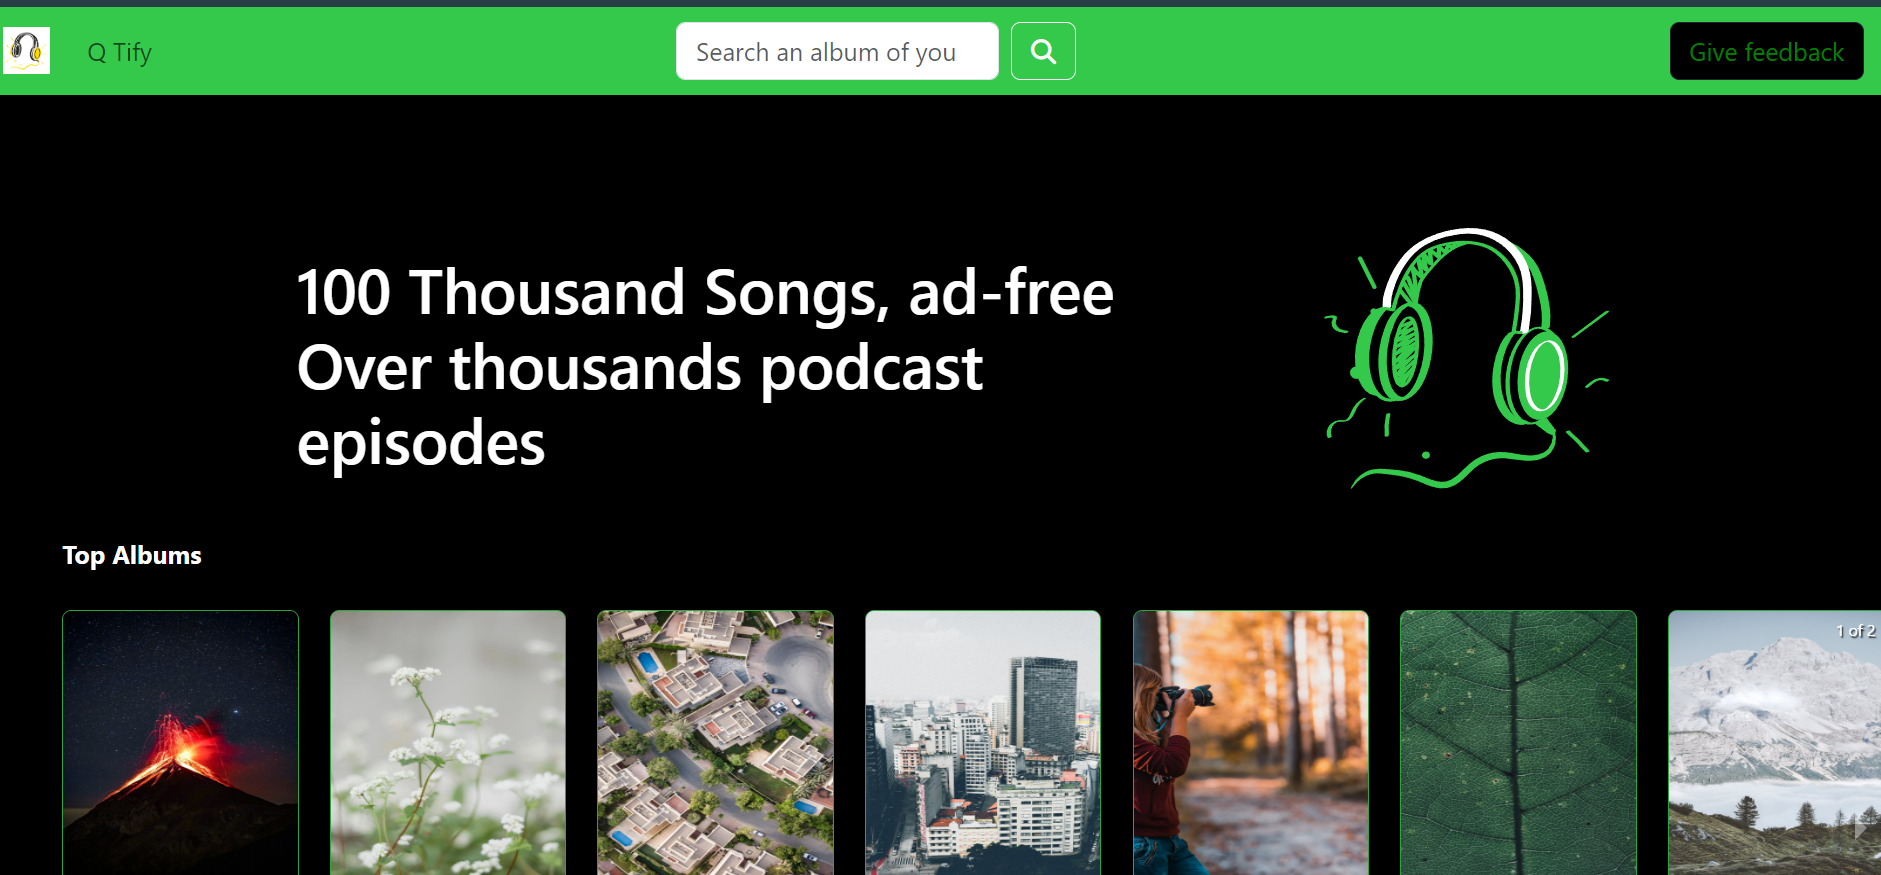 Q Tify
Search an album of you
Give feedback
100 Thousand Songs, ad-free
Over thousands podcast
episodes
Top Albums
1 of 2